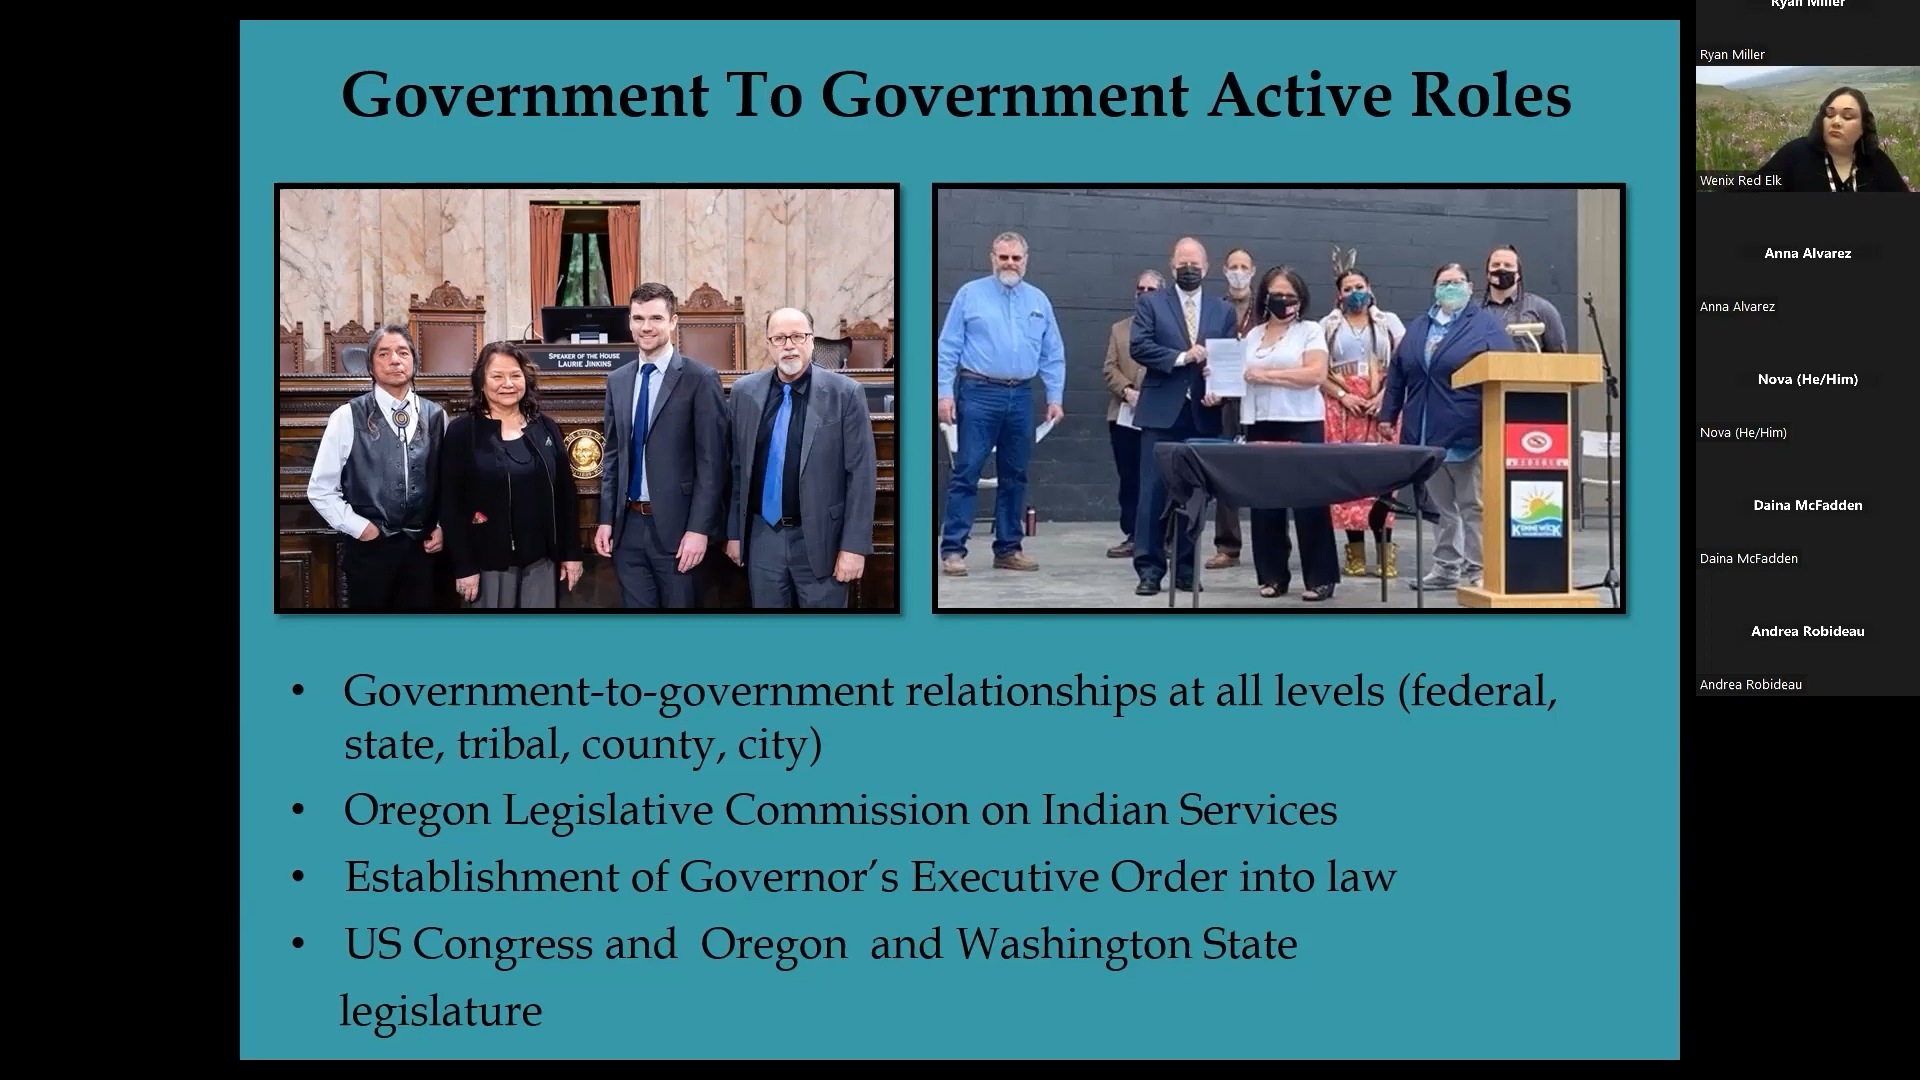 Government To Government Active Roles
SPEAKER OF THE HOUSE
LAURIE JINKINS
KENNEWICK
• Government-to-government relationships at all levels (federal,
state, tribal, county, city)
• Oregon Legislative Commission on Indian Services
• Establishment of Governor’s Executive Order into law
• US Congress and Oregon and Washington State
legislature
Ryan Miller
Ryan Miller
Wenix Red Elk
Anna Alvarez
Anna Alvarez
Nova (He/Him)
Nova (He/Him)
Daina McFadden
Daina McFadden
Andrea Robideau
Andrea Robideau